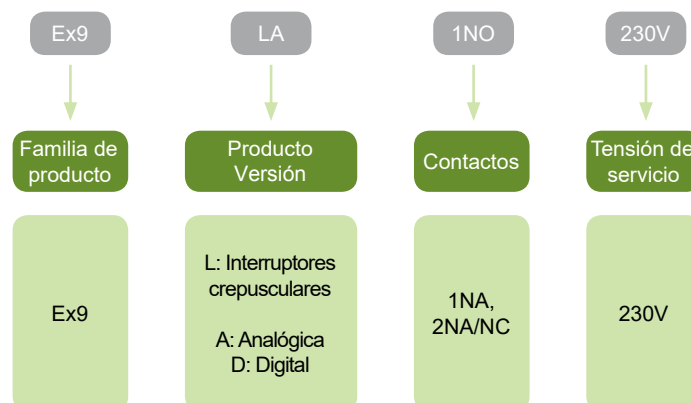 Ex9
LA
1NO
230V
Familia de
producto
Producto
Versión
Contactos
Tensión de
servicio
Ex9
L: Interruptores
crepusculares
A: Analógica
D: Digital
1NA,
2NA/NC
230V